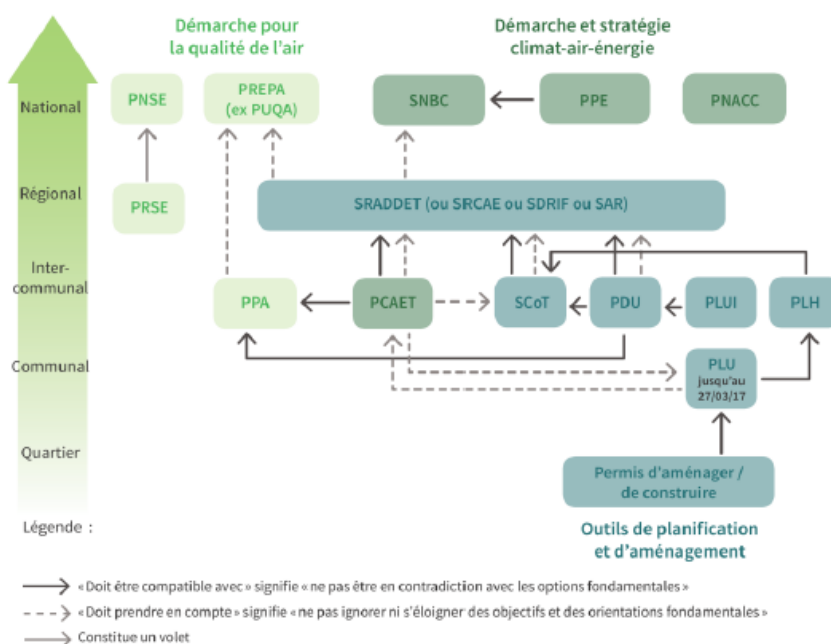 Démarche pour
la qualité de l'air
Démarche et stratégie
climat-air-énergie
National
PNSE
PREPA
(ex PUQA)
SNBC
PPE
PNACC
Régional
PRSE
SRADDET (ou SRCAE ou SDRIF ou SAR)
Inter-
communal
PPA
PCAET
SCoT
PDU
PLUI
PLH
Communal
PLU
jusqu'au
27/03/17
Quartier
Permis d'aménager /
de construire
Légende :
Outils de planification
et d'aménagement
« Doit être compatible avec » signifie « ne pas être en contradiction avec les options fondamentales »
« Doit prendre en compte » signifie « ne pas ignorer ni s'éloigner des objectifs et des orientations fondamentales »
Constitue un volet